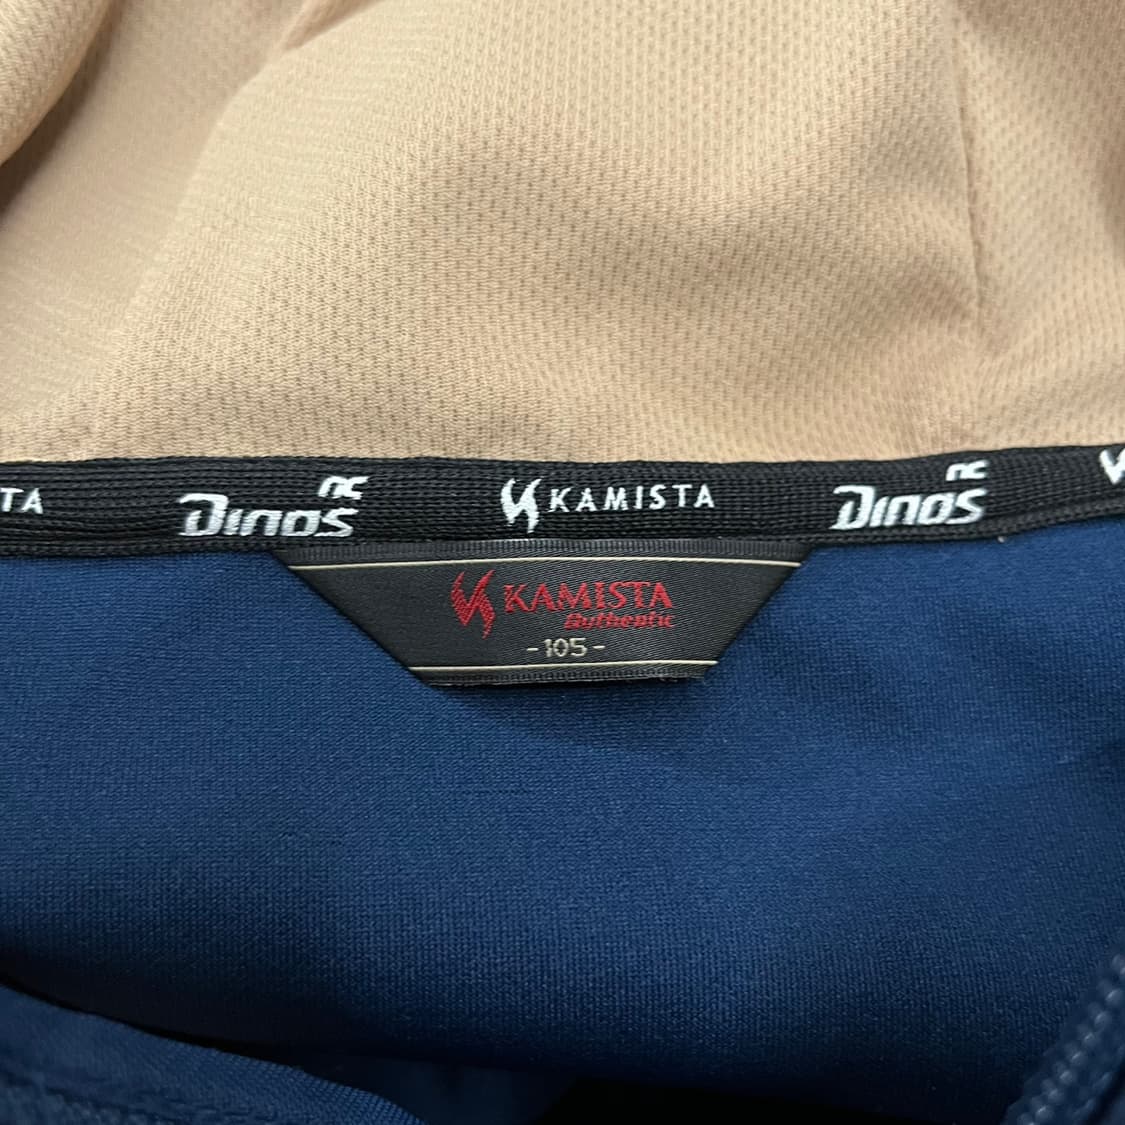 TA NC Dinos KAMISTA NC Dinos
KAMISTA
Authentic
-105-